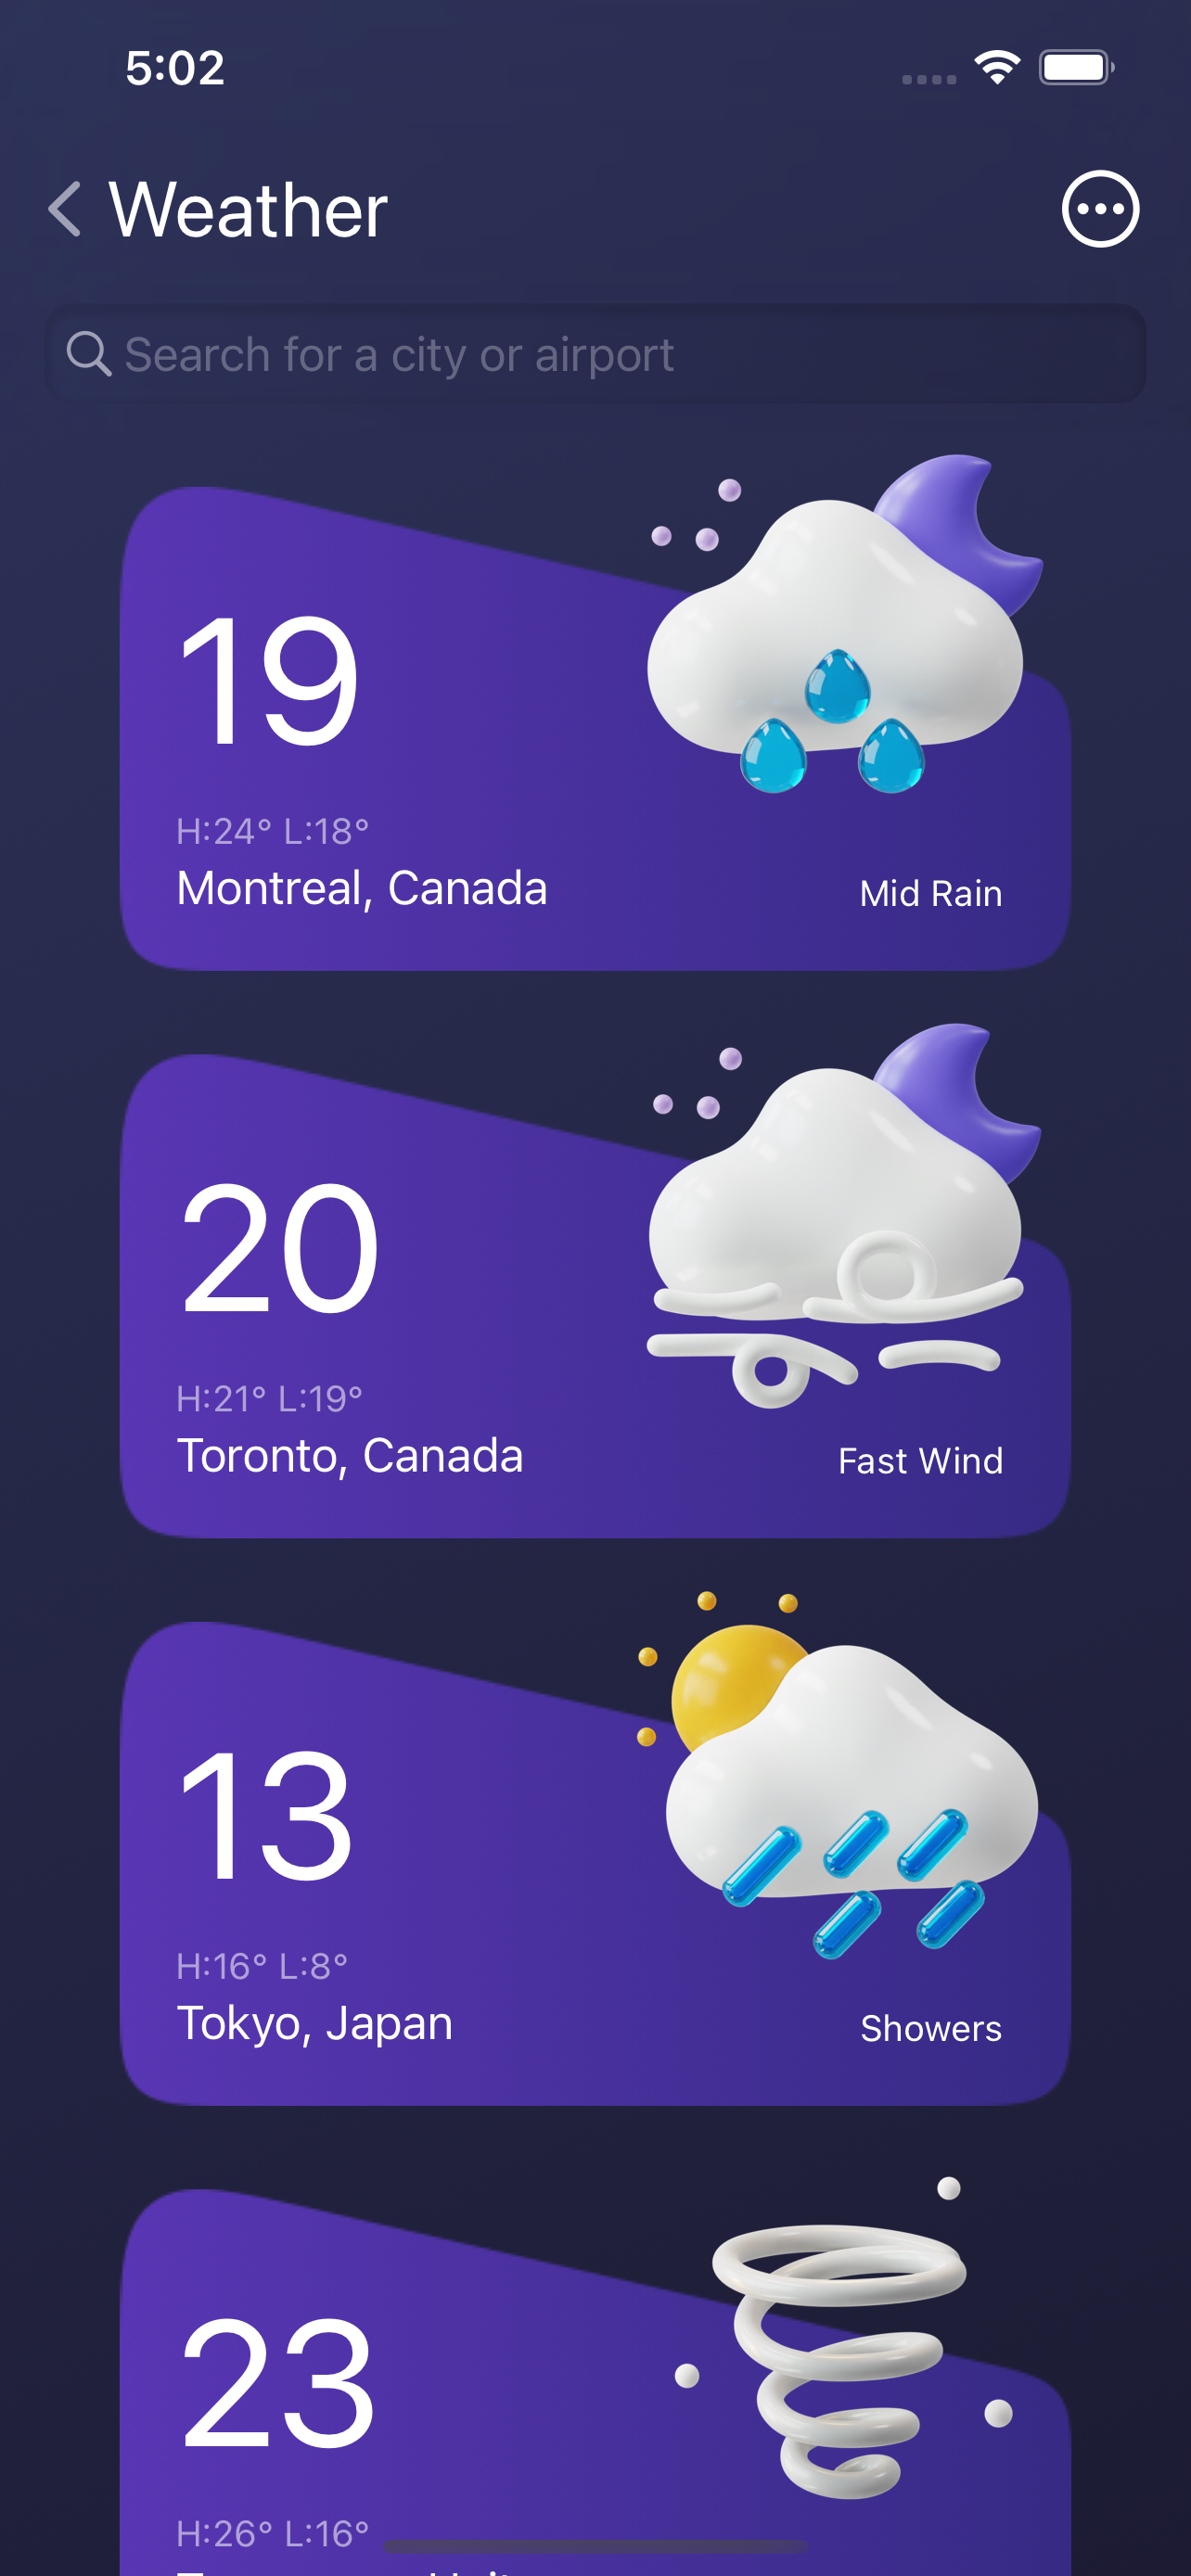 5:02
Weather
Search for a city or airport
19
H:24° L:18°
Montreal, Canada
Mid Rain
20
H:21° L:19°
Toronto, Canada
Fast Wind
13
H:16° L:8°
Tokyo, Japan
Showers
23
H:26° L:16°